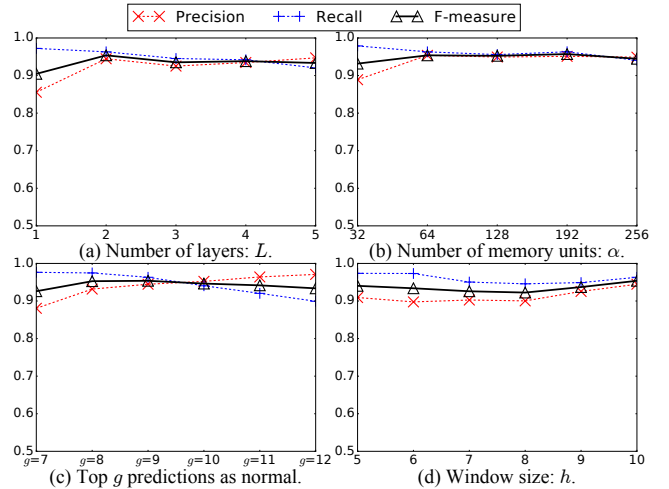 Precision Recall F-measure
1.0 1.0
0.9 0.9
0.8 0.8
0.7 0.7
0.6 0.6
0.5 0.5
1 2 3 4 5 32 64 128 192 256
(a) Number of layers: L. (b) Number of memory units: α.
1.0 1.0
0.9 0.9
0.8 0.8
0.7 0.7
0.6 0.6
0.5 0.5
g=7 g=8 g=9 g=10 g=11 g=12 5 6 7 8 9 10
(c) Top g predictions as normal. (d) Window size: h.